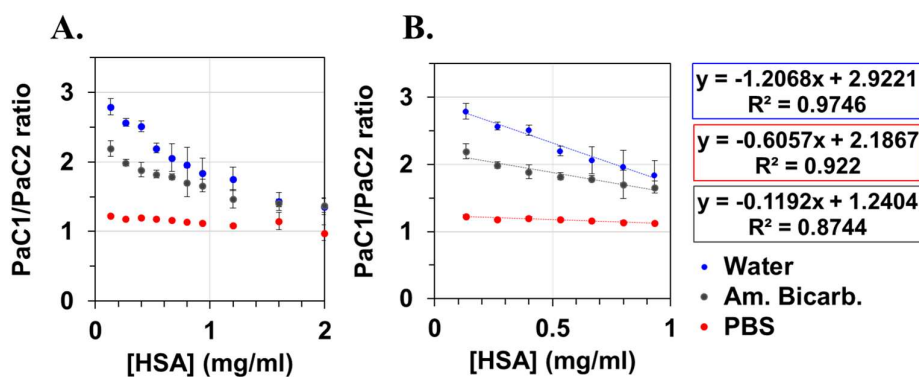 A.
PaC1/PaC2 ratio
3
2
1
0
0
1
2
[HSA] (mg/ml)
B.
PaC1/PaC2 ratio
3
2
1
0
0
0.5
1
[HSA] (mg/ml)
y = -1.2068x + 2.9221
R² = 0.9746
y = -0.6057x + 2.1867
R² = 0.922
y = -0.1192x + 1.2404
R² = 0.8744
Water
Am. Bicarb.
PBS